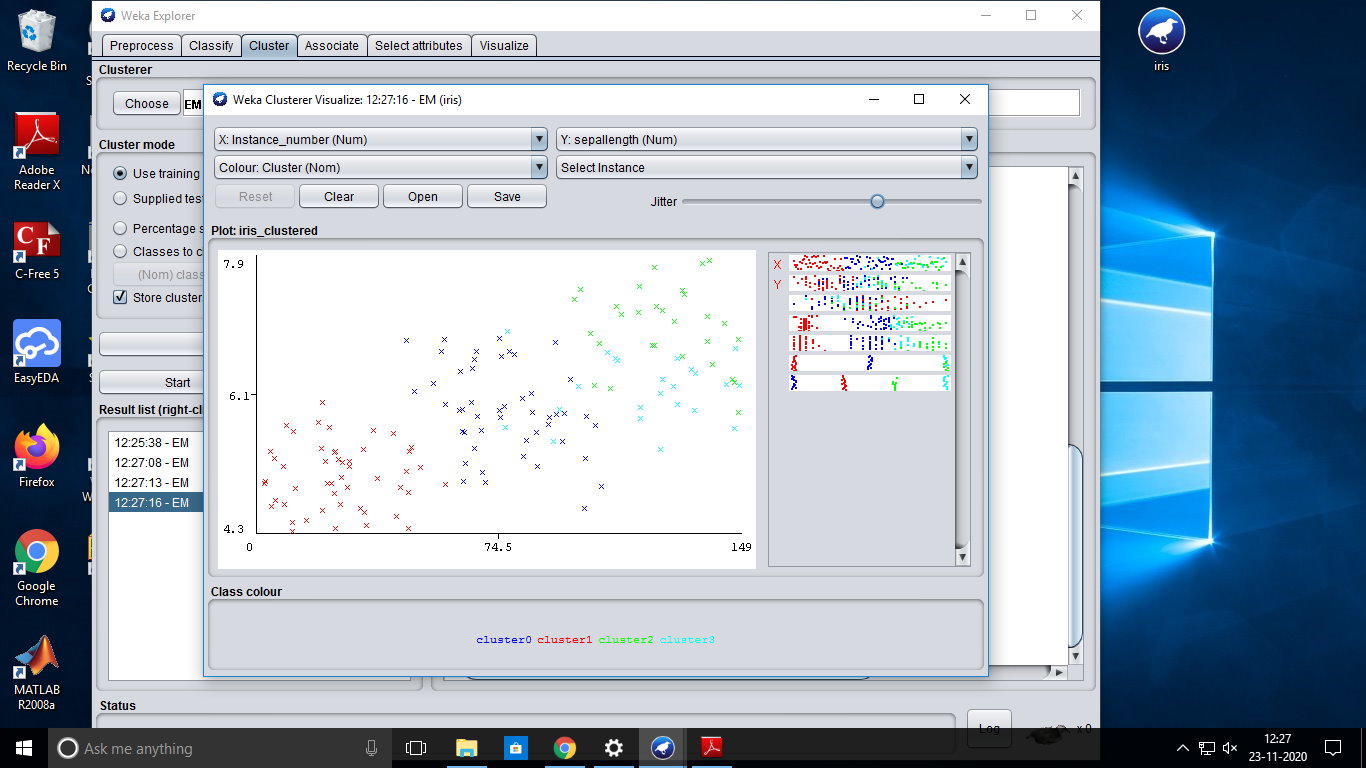 Recycle Bin
Adobe
Reader X
C-Free 5
EasyEDA
Firefox
Google
Chrome
MATLAB
R2008a
iris
Weka Explorer
Preprocess Classify Cluster Associate Select attributes Visualize
Clusterer
Choose EM
Cluster mode
Use training
Supplied tes
Percentage s
Classes to c
(Nom) clas
Store cluster
Start
Result list (right-cli
12:25:38 - EM
12:27:08 - EM
12:27:13 - EM
12:27:16 - EM
Weka Clusterer Visualize: 12:27:16 - EM (iris)
X: Instance_number (Num) Y: sepallength (Num)
Colour: Cluster (Nom) Select Instance
Reset Clear Open Save Jitter
Plot: iris_clustered
7.9
6.1
4.3
0 74.5 149
X
Y
Class colour
cluster0 cluster1 cluster2 cluster3
Status
Log x 0
Ask me anything
12:27
23-11-2020